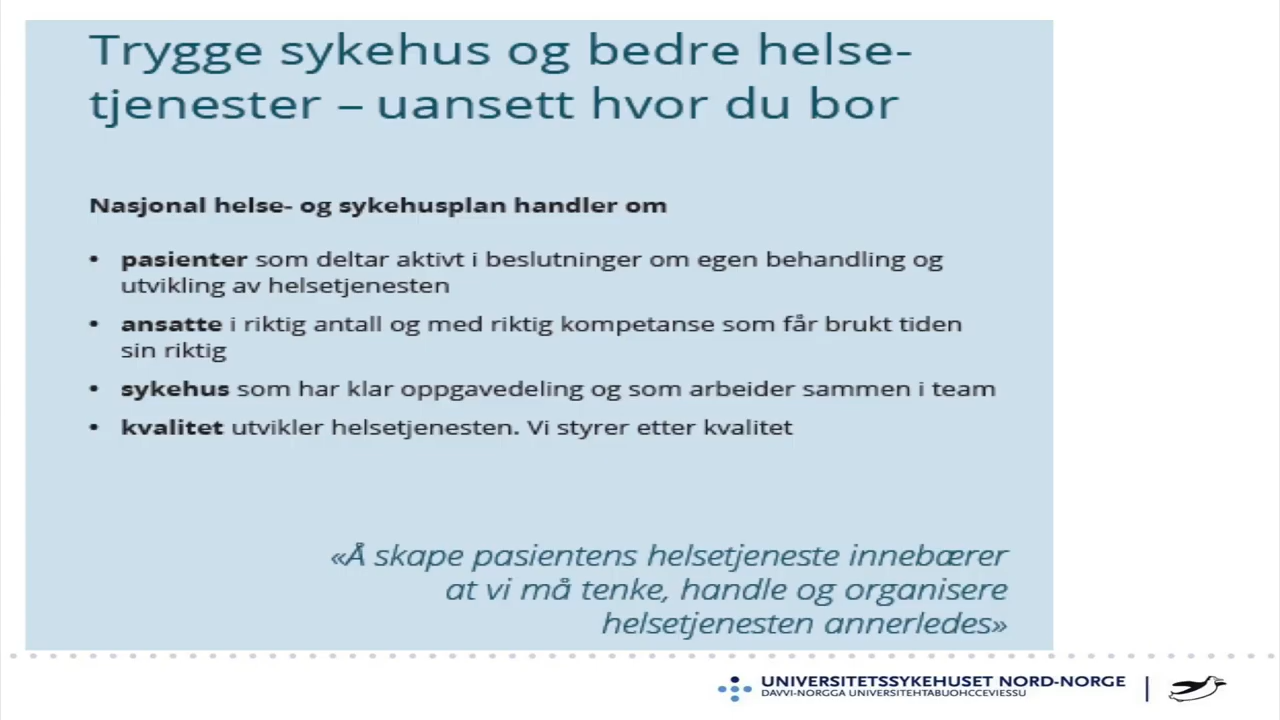 Trygge sykehus og bedre helse-
tjenester – uansett hvor du bor
Nasjonal helse- og sykehusplan handler om
• pasienter som deltar aktivt i beslutninger om egen behandling og
utvikling av helsetjenesten
• ansatte i riktig antall og med riktig kompetanse som får brukt tiden
sin riktig
• sykehus som har klar oppgavedeling og som arbeider sammen i team
• kvalitet utvikler helsetjenesten. Vi styrer etter kvalitet
«Å skape pasientens helsetjeneste innebærer
at vi må tenke, handle og organisere
helsetjenesten annerledes»
UNIVERSITETSSYKEHUSET NORD-NORGE
DAVVI-NORGGA UNIVERSITEHTABUOHCCEVIESSU